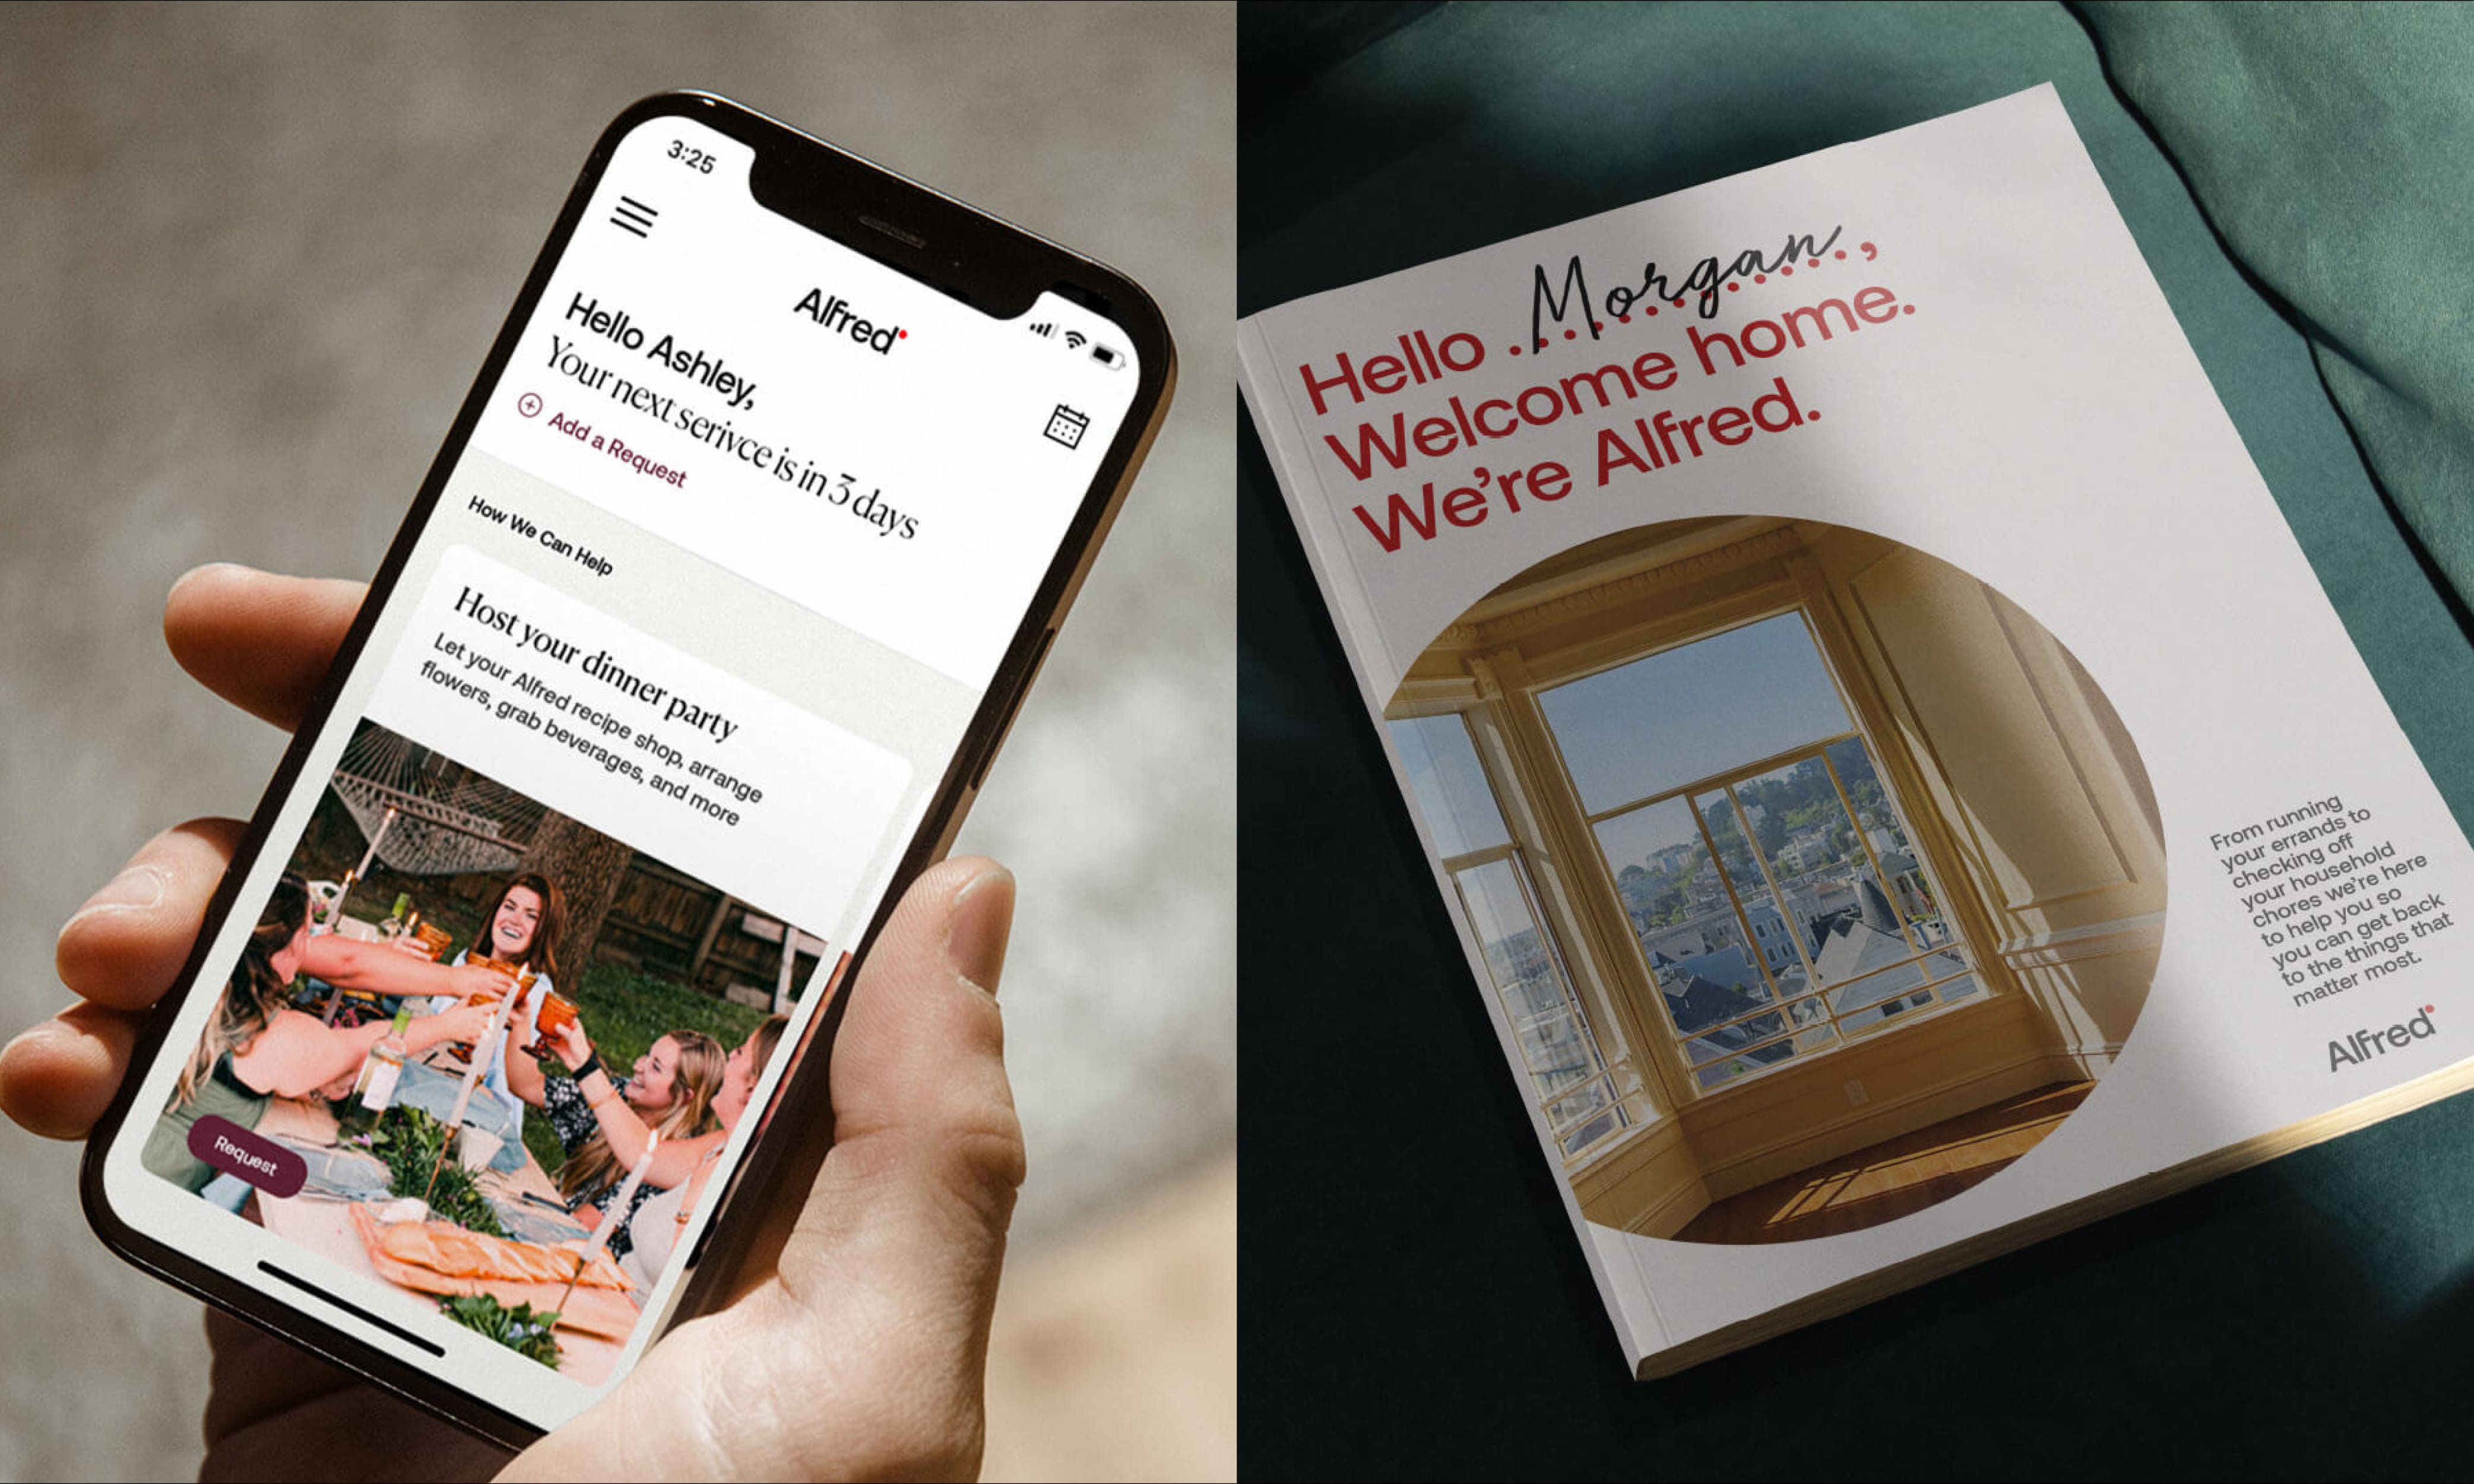 3:25
Alfred
Hello Ashley,
Your next serivce is in 3 days
Add a Request
How We Can Help
Host your dinner party
Let your Alfred recipe shop, arrange
flowers, grab beverages, and more
Request
Hello Morgan,
Welcome home.
We're Alfred.
From running
your errands to
checking off
your household
chores we're here
to help you so
you can get back
to the things that
matter most.
Alfred